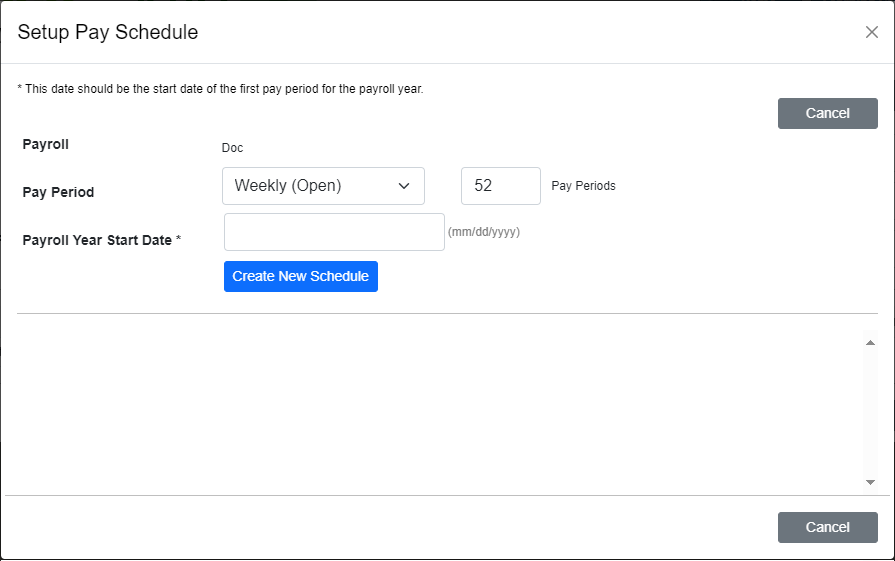 Setup Pay Schedule
* This date should be the start date of the first pay period for the payroll year.
Cancel
Payroll Doc
Pay Period Weekly (Open) 52 Pay Periods
Payroll Year Start Date * (mm/dd/yyyy)
Create New Schedule
Cancel